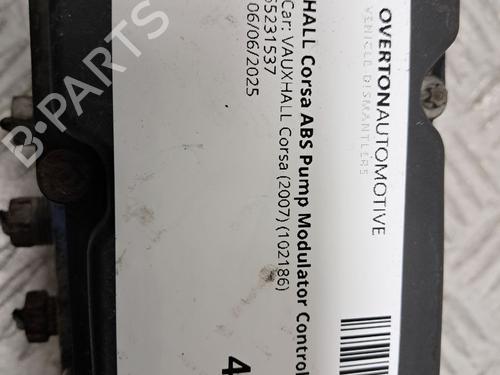 OVERTONAUTOMOTIVE
VEHICLE DISMANTLERS
HALL Corsa ABS Pump Modulator Control
Car: VAUXHALL Corsa (2007) (102186)
55231537
06/06/2025
4
B-PARTS